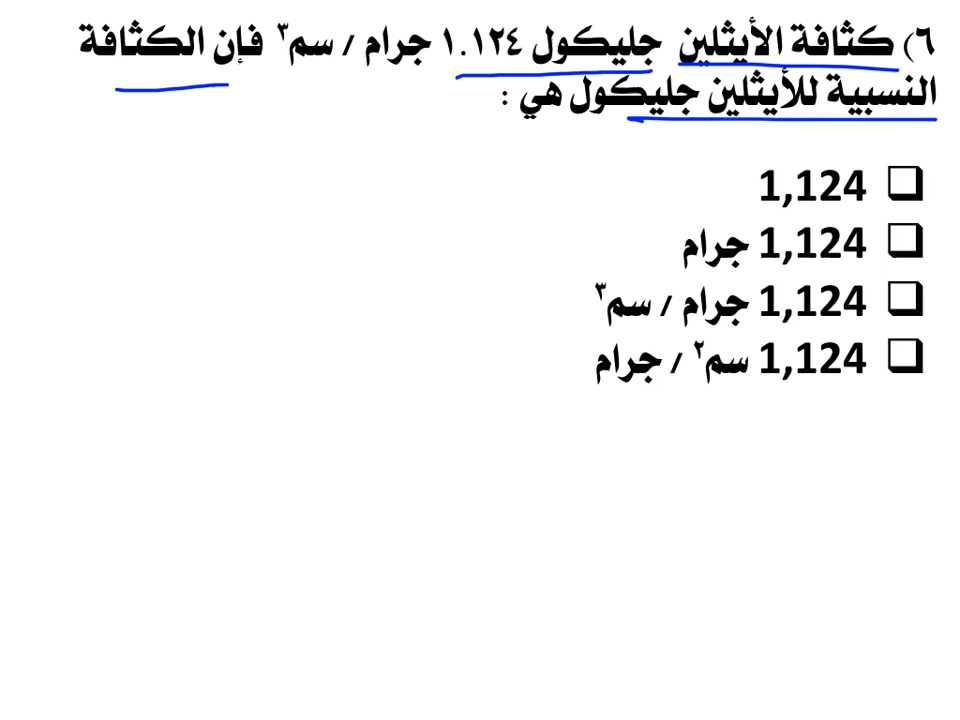 ٦) كثافة الأيثلين جليكول ١.١٢٤ جرام / سم٣ فإن الكثافة
النسبية للأيثلين جليكول هي :
❑ 1,124
❑ 1,124 جرام
❑ 1,124 جرام / سم٣
❑ 1,124 سم٢ / جرام